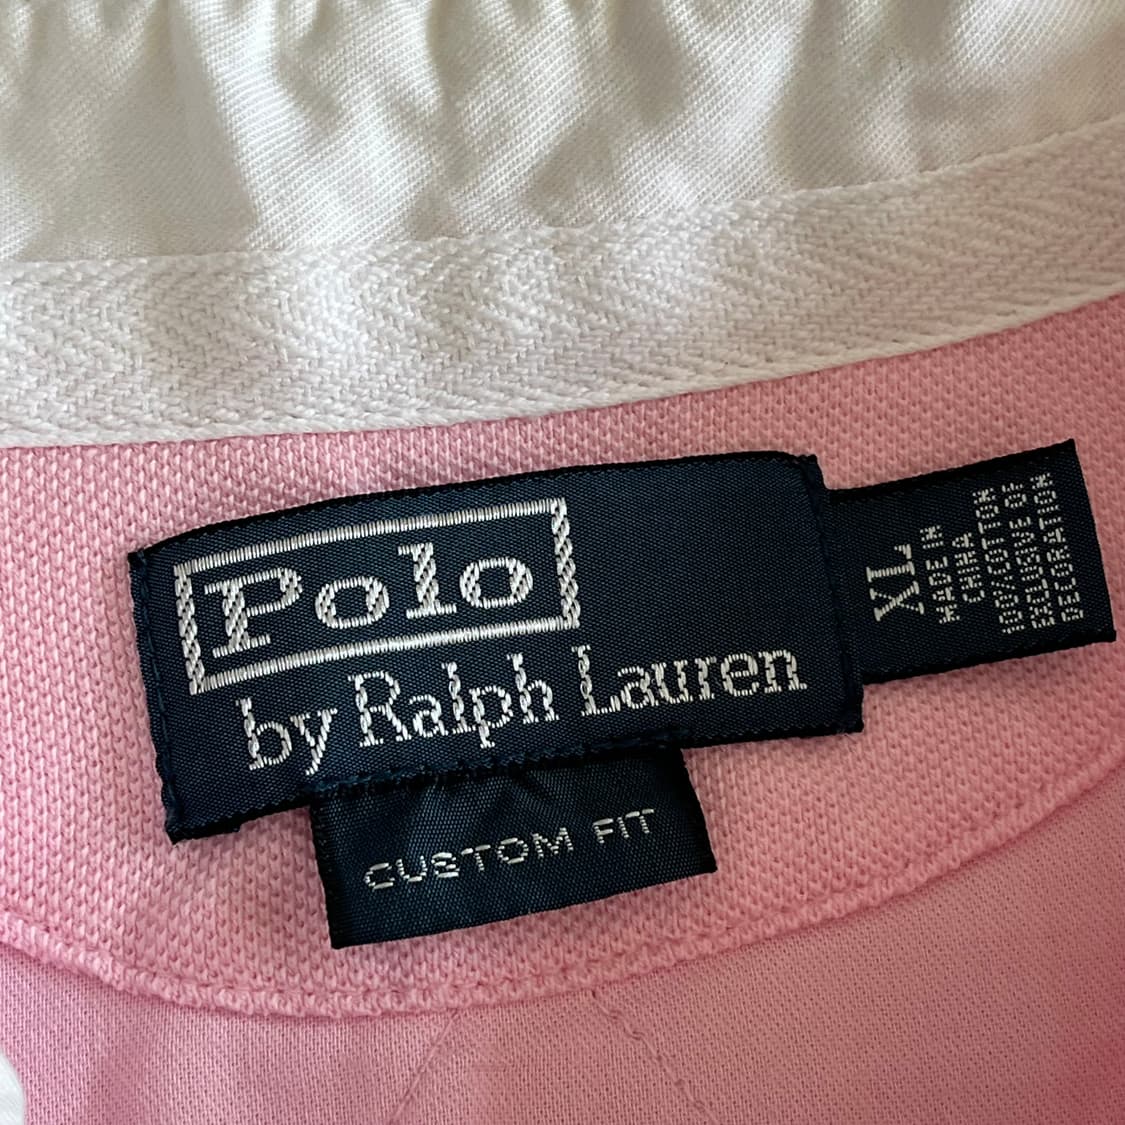 Polo
by Ralph Lauren
CUSTOM FIT
XL
MADE IN
CHINA
100% COTTON
EXCLUSIVE OF
DECORATION